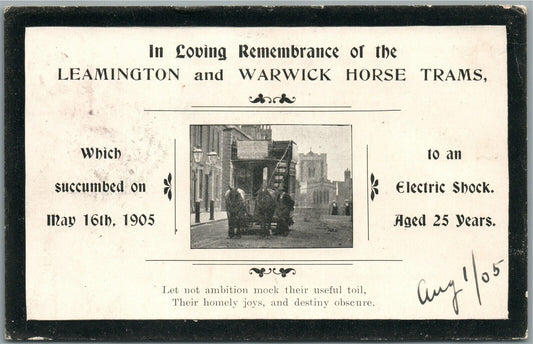 In Loving Remembrance of the
LEAMINGTON and WARWICK HORSE TRAMS,
Which
succumbed on
May 16th, 1905
to an
Electric Shock.
Aged 25 Years.
Let not ambition mock their useful toil,
Their homely joys, and destiny obscure.
Aug 1/05